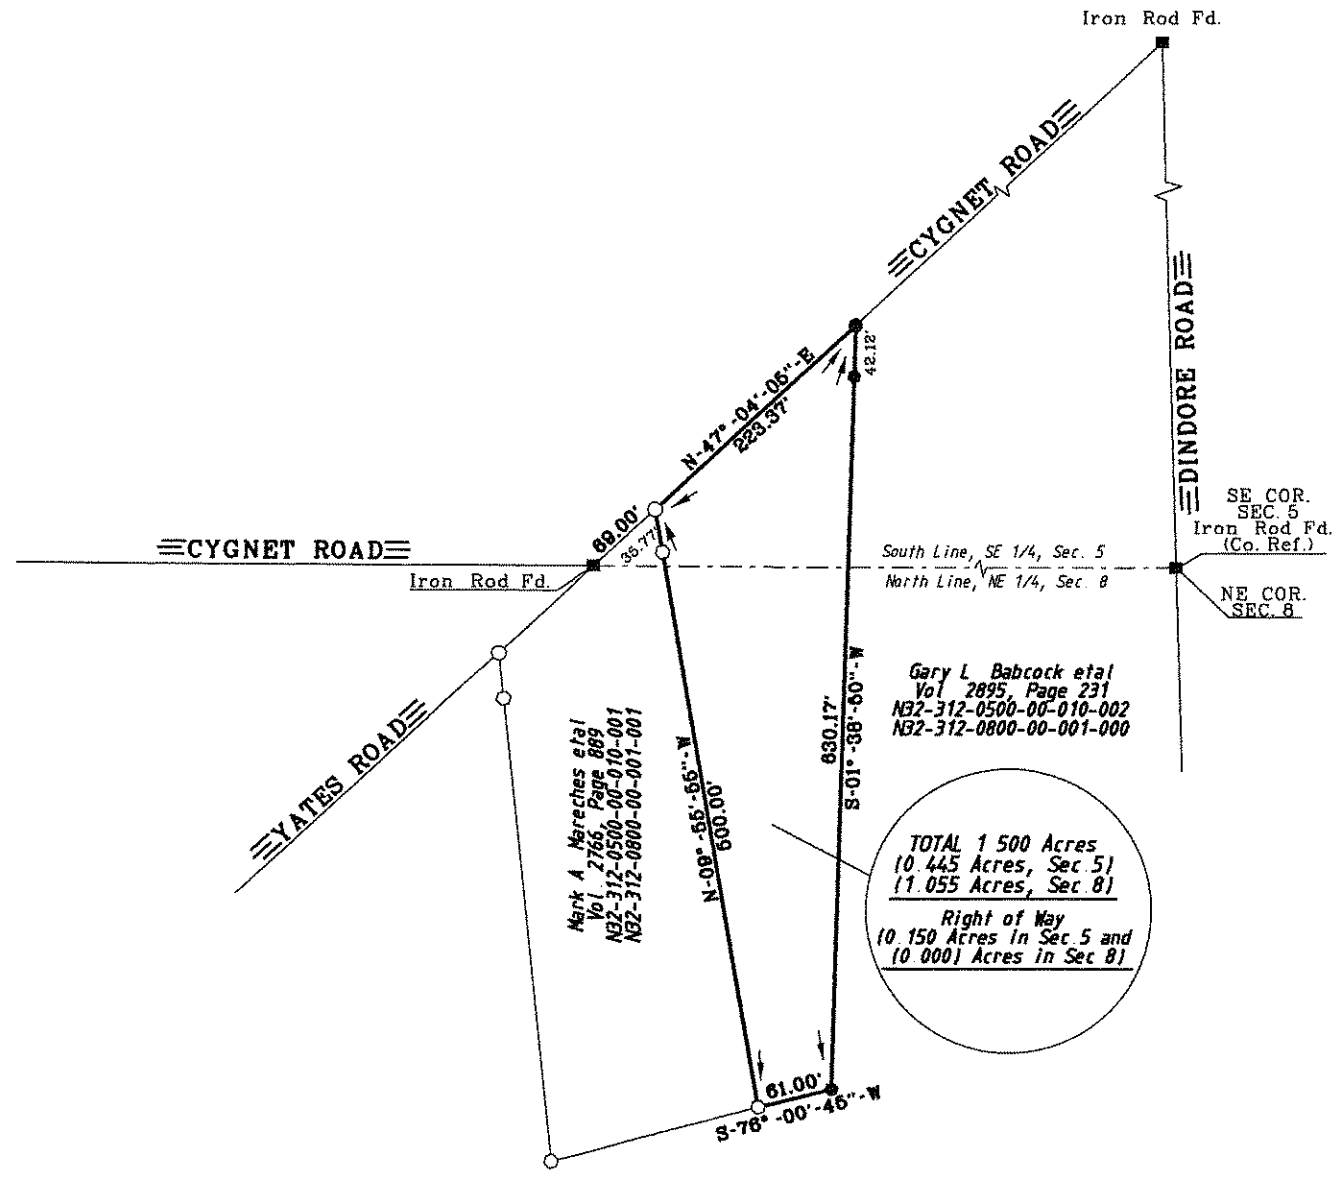 Iron Rod Fd.
CYGNET ROAD
42.12'
N-47°-04'-05"-E
223.37'
DINDORE ROAD
SE COR.
SEC. 5
Iron Rod Fd.
(Co. Ref.)
NE COR.
SEC. 8
69.00'
35.77'
CYGNET ROAD
Iron Rod Fd.
South Line, SE 1/4, Sec. 5
North Line, NE 1/4, Sec. 8
YATES ROAD
Gary L Babcock etal
Vol 2895, Page 231
N32-312-0500-00-010-002
N32-312-0800-00-001-000
Mark A Mareches etal
Vol. 2766, Page 889
N32-312-0500-00-010-001
N32-312-0800-00-001-001
N-09°-55'-55"-W
600.00'
630.17'
S-01°-38'-50"-W
TOTAL 1 500 Acres
(0.445 Acres, Sec. 5)
(1.055 Acres, Sec. 8)
Right of Way
(0.150 Acres in Sec. 5 and
(0.000) Acres in Sec 8)
61.00'
S-76°-00'-45"-W